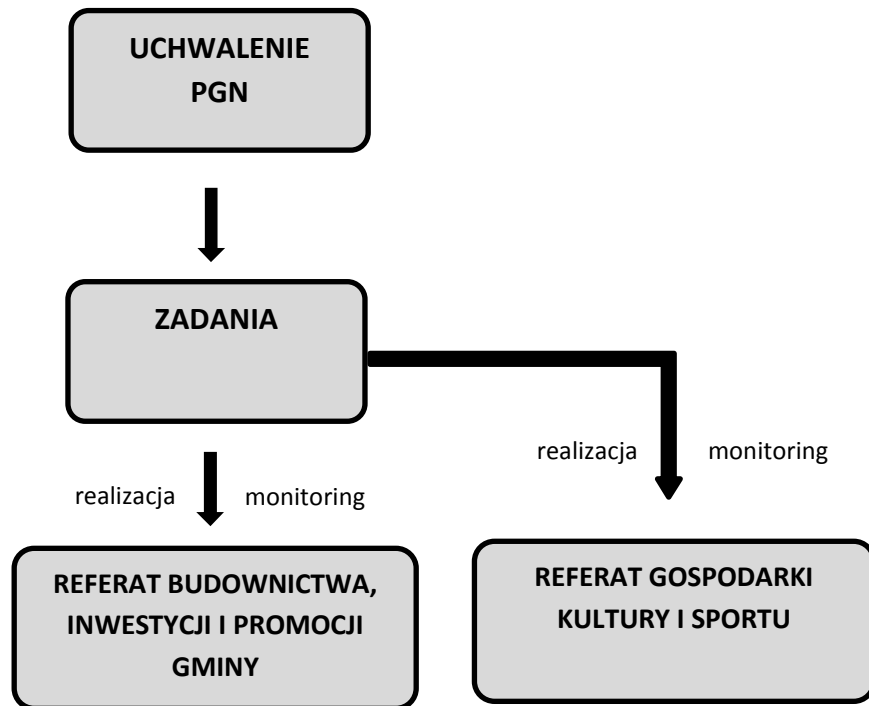 UCHWALENIE
PGN
ZADANIA
realizacja monitoring
realizacja monitoring
REFERAT BUDOWNICTWA,
INWESTYCJI I PROMOCJI
GMINY
REFERAT GOSPODARKI
KULTURY I SPORTU